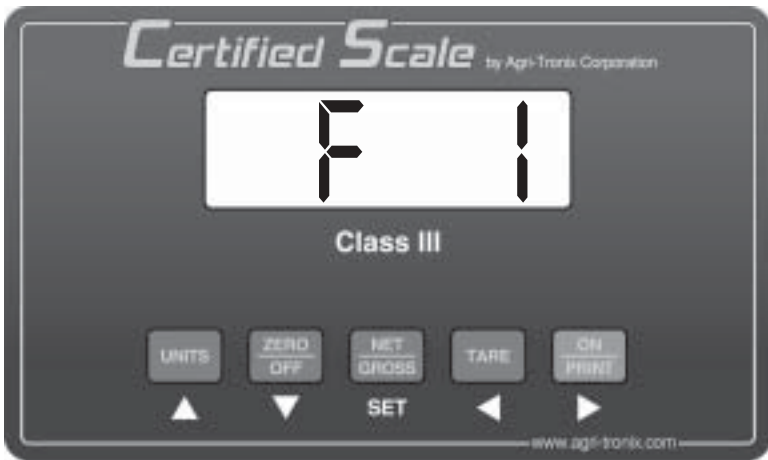 Certified Scale by Agri-Tronix Corporation
F 1
Class III
UNITS ZERO OFF NET GROSS TARE ON PRINT
SET
www.agri-tronix.com